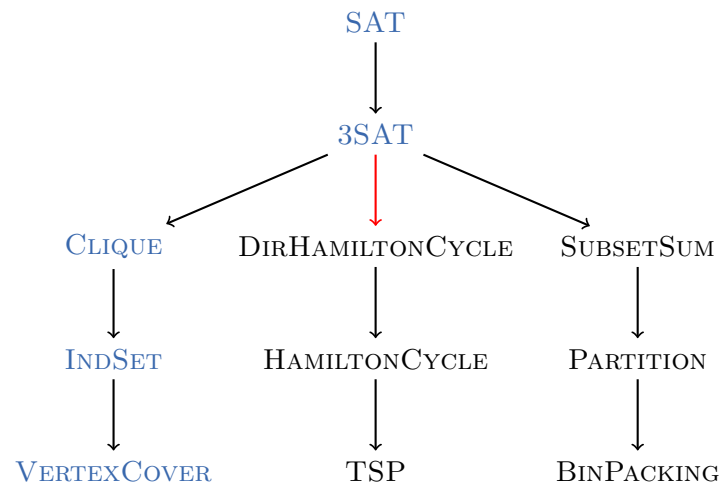 SAT
3SAT
CLIQUE DIRHAMILTONCYCLE SUBSETSUM
INDSET HAMILTONCYCLE PARTITION
VERTEXCOVER TSP BINPACKING